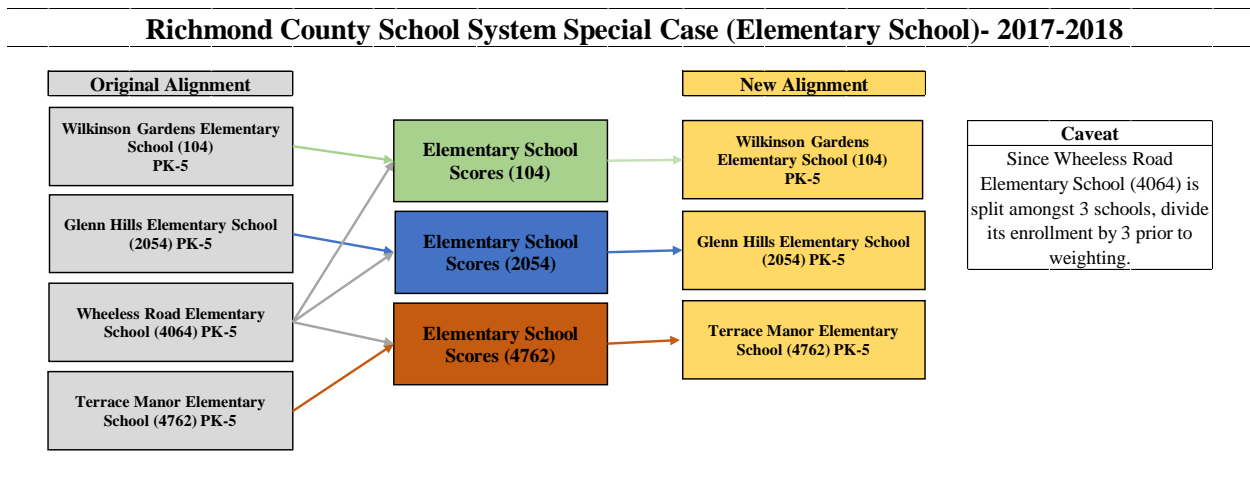 Richmond County School System Special Case (Elementary School)- 2017-2018
Original Alignment
Wilkinson Gardens Elementary
School (104)
PK-5
Glenn Hills Elementary School
(2054) PK-5
Wheeless Road Elementary
School (4064) PK-5
Terrace Manor Elementary
School (4762) PK-5
Elementary School
Scores (104)
Elementary School
Scores (2054)
Elementary School
Scores (4762)
New Alignment
Wilkinson Gardens
Elementary School (104)
PK-5
Glenn Hills Elementary School
(2054) PK-5
Terrace Manor Elementary
School (4762) PK-5
Caveat
Since Wheeless Road
Elementary School (4064) is
split amongst 3 schools, divide
its enrollment by 3 prior to
weighting.